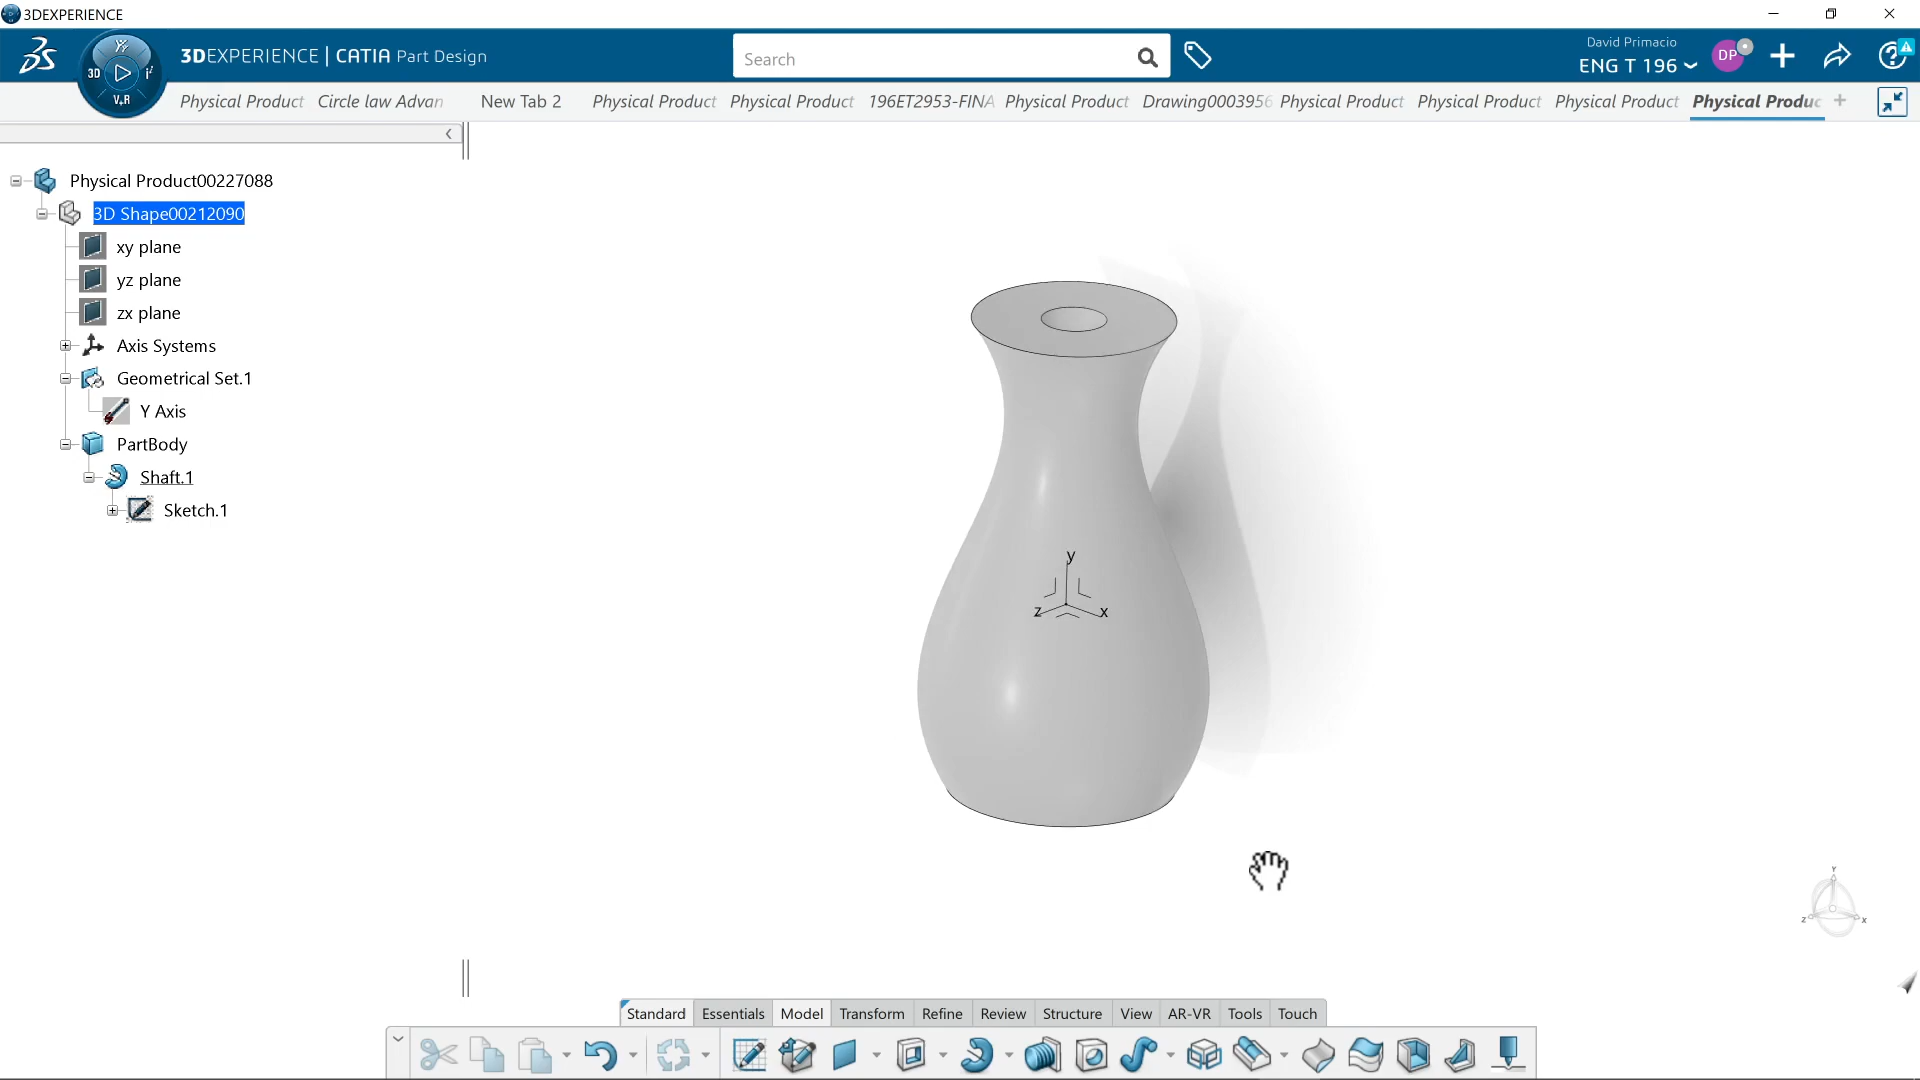 3DEXPERIENCE
3DEXPERIENCE | CATIA Part Design
Search
David Primacio
ENG T 196
DP
3D
V+R
Physical Product
Circle law Advan
New Tab 2
Physical Product
Physical Product
196ET2953-FINA
Physical Product
Drawing0003956
Physical Product
Physical Product
Physical Product
Physical Produc
Physical Product00227088
3D Shape00212090
xy plane
yz plane
zx plane
Axis Systems
Geometrical Set.1
Y Axis
PartBody
Shaft.1
Sketch.1
y
z
x
Y
Z
X
Standard
Essentials
Model
Transform
Refine
Review
Structure
View
AR-VR
Tools
Touch